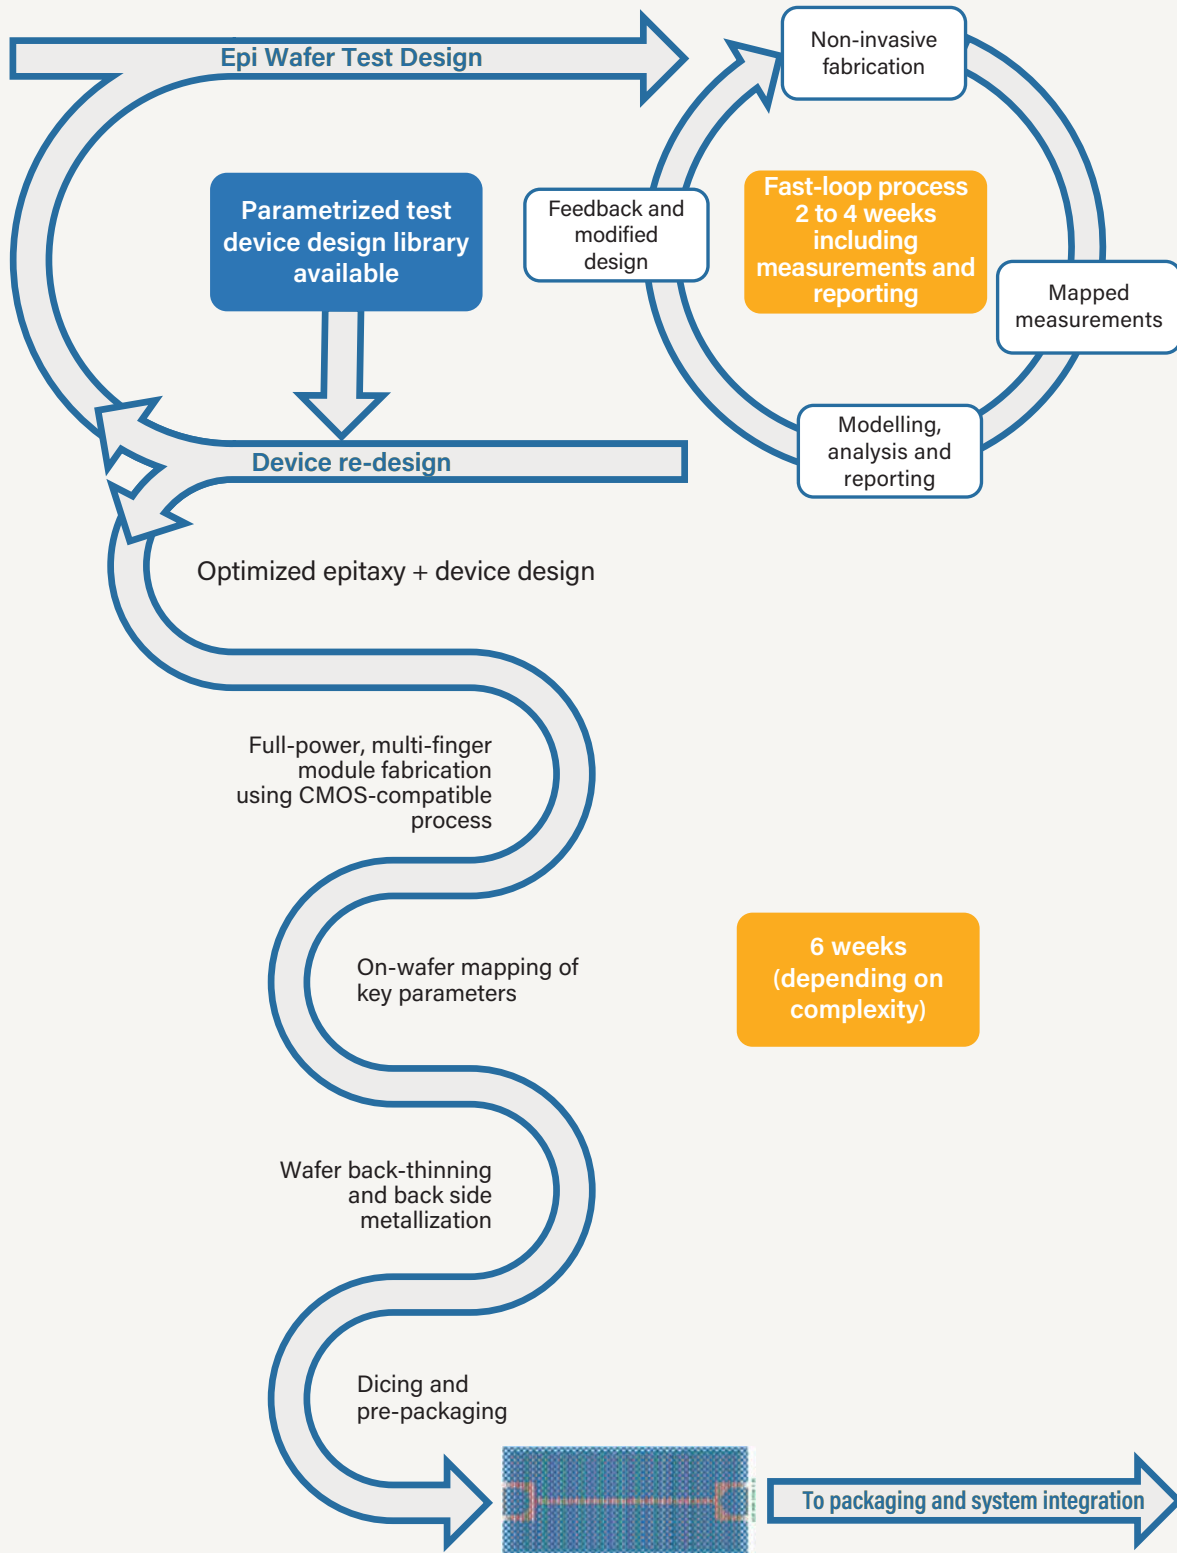 Epi Wafer Test Design
Non-invasive
fabrication
Parametrized test
device design library
available
Feedback and
modified
design
Fast-loop process
2 to 4 weeks
including
measurements and
reporting
Mapped
measurements
Modelling,
analysis and
reporting
Device re-design
Optimized epitaxy + device design
Full-power, multi-finger
module fabrication
using CMOS-compatible
process
On-wafer mapping of
key parameters
6 weeks
(depending on
complexity)
Wafer back-thinning
and back side
metallization
Dicing and
pre-packaging
To packaging and system integration